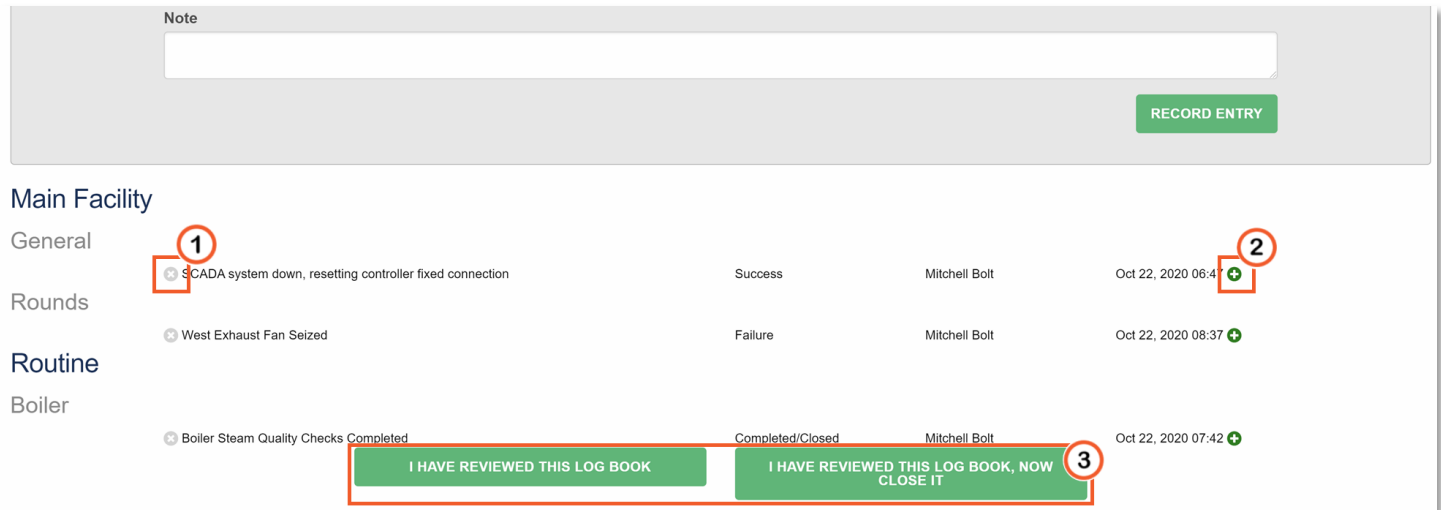 Note
RECORD ENTRY
Main Facility
General
1
2
SCADA system down, resetting controller fixed connection Success Mitchell Bolt Oct 22, 2020 06:47
Rounds
West Exhaust Fan Seized Failure Mitchell Bolt Oct 22, 2020 08:37
Routine
Boiler
Boiler Steam Quality Checks Completed Completed/Closed Mitchell Bolt Oct 22, 2020 07:42
I HAVE REVIEWED THIS LOG BOOK
I HAVE REVIEWED THIS LOG BOOK, NOW
CLOSE IT
3